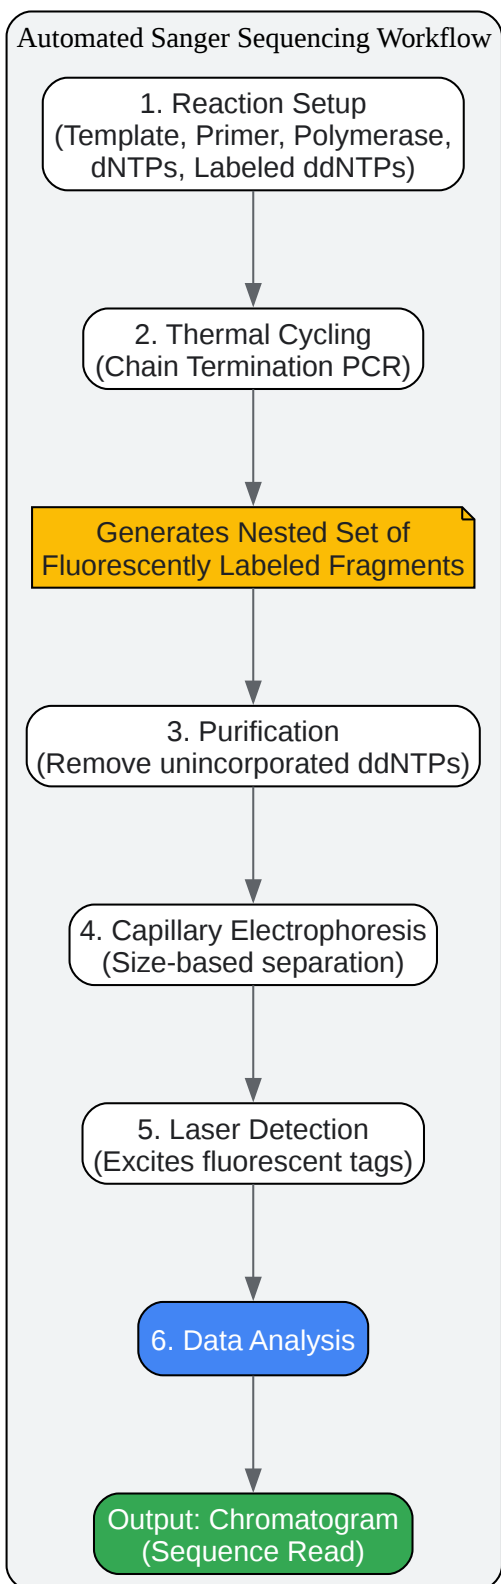 Automated Sanger Sequencing Workflow
1. Reaction Setup
(Template, Primer, Polymerase,
dNTPs, Labeled ddNTPs)
2. Thermal Cycling
(Chain Termination PCR)
Generates Nested Set of
Fluorescently Labeled Fragments
3. Purification
(Remove unincorporated ddNTPs)
4. Capillary Electrophoresis
(Size-based separation)
5. Laser Detection
(Excites fluorescent tags)
6. Data Analysis
Output: Chromatogram
(Sequence Read)